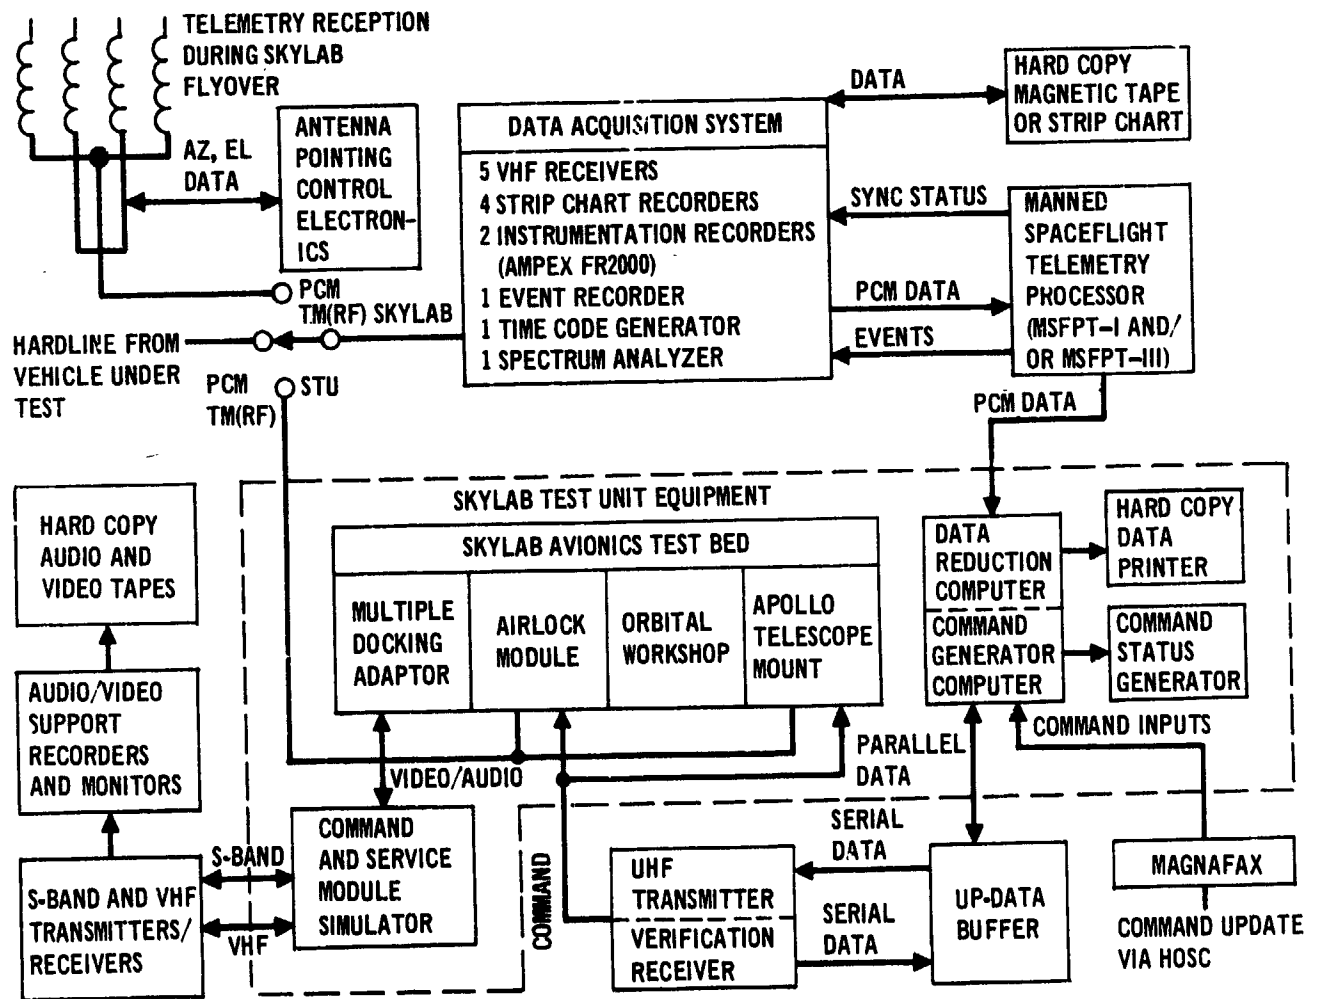 TELEMETRY RECEPTION
DURING SKYLAB
FLYOVER
AZ, EL
DATA
ANTENNA
POINTING
CONTROL
ELECTRON-
ICS
DATA ACQUISITION SYSTEM
5 VHF RECEIVERS
4 STRIP CHART RECORDERS
2 INSTRUMENTATION RECORDERS
(AMPEX FR2000)
1 EVENT RECORDER
1 TIME CODE GENERATOR
1 SPECTRUM ANALYZER
DATA
HARD COPY
MAGNETIC TAPE
OR STRIP CHART
SYNC STATUS
PCM DATA
EVENTS
MANNED
SPACEFLIGHT
TELEMETRY
PROCESSOR
(MSFPT-I AND/
OR MSFPT-III)
PCM
TM(RF) SKYLAB
HARDLINE FROM
VEHICLE UNDER
TEST
PCM
TM(RF)
STU
PCM DATA
SKYLAB TEST UNIT EQUIPMENT
SKYLAB AVIONICS TEST BED
MULTIPLE
DOCKING
ADAPTOR
AIRLOCK
MODULE
ORBITAL
WORKSHOP
APOLLO
TELESCOPE
MOUNT
DATA
REDUCTION
COMPUTER
COMMAND
GENERATOR
COMPUTER
HARD COPY
DATA
PRINTER
COMMAND
STATUS
GENERATOR
HARD COPY
AUDIO AND
VIDEO TAPES
AUDIO/VIDEO
SUPPORT
RECORDERS
AND MONITORS
S-BAND AND VHF
TRANSMITTERS/
RECEIVERS
S-BAND
VHF
VIDEO/AUDIO
COMMAND
AND SERVICE
MODULE
SIMULATOR
COMMAND
PARALLEL
DATA
COMMAND INPUTS
UHF
TRANSMITTER
VERIFICATION
RECEIVER
SERIAL
DATA
SERIAL
DATA
UP-DATA
BUFFER
MAGNAFAX
COMMAND UPDATE
VIA HOSC